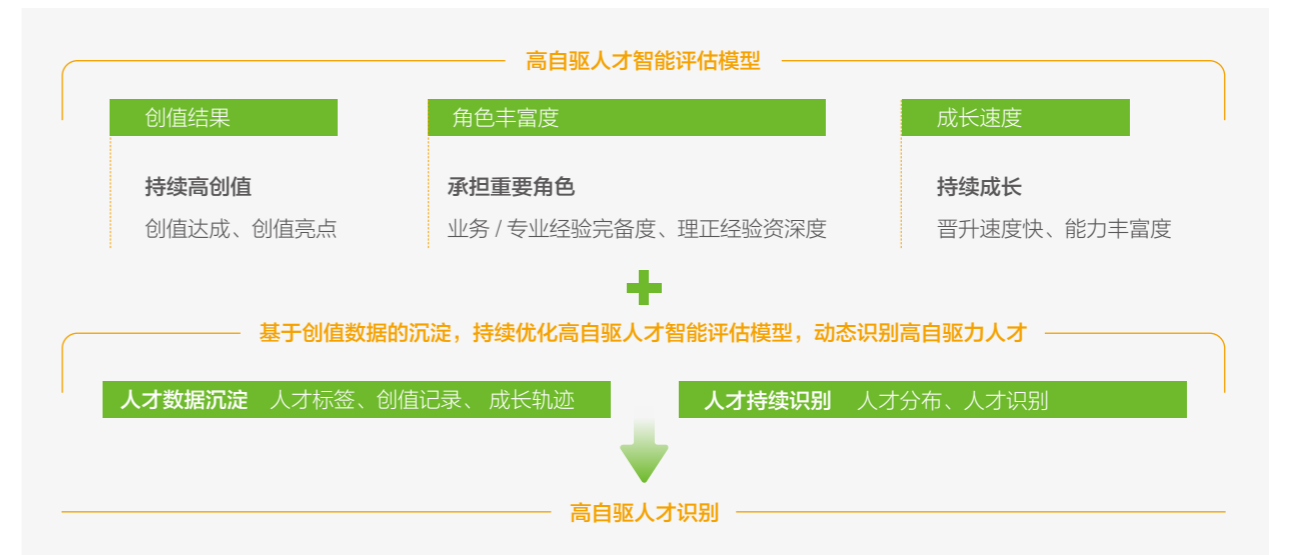 高自驱人才智能评估模型
创值结果 角色丰富度 成长速度
持续高创值 承担重要角色 持续成长
创值达成、创值亮点 业务 / 专业经验完备度、理正经验资深度 晋升速度快、能力丰富度
基于创值数据的沉淀，持续优化高自驱人才智能评估模型，动态识别高自驱力人才
人才数据沉淀 人才标签、创值记录、 成长轨迹 人才持续识别 人才分布、人才识别
高自驱人才识别